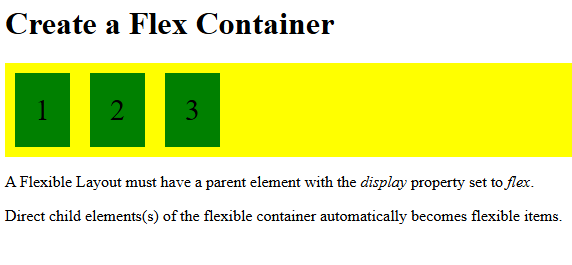 Create a Flex Container
1 2 3
A Flexible Layout must have a parent element with the display property set to flex.
Direct child elements(s) of the flexible container automatically becomes flexible items.